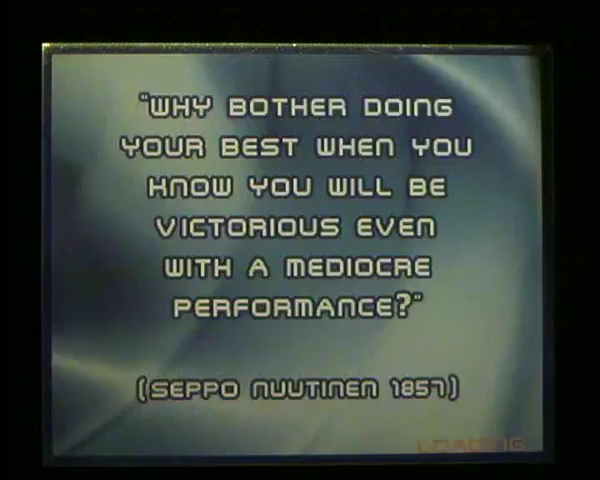 "WHY BOTHER DOING
YOUR BEST WHEN YOU
KNOW YOU WILL BE
VICTORIOUS EVEN
WITH A MEDIOCRE
PERFORMANCE?"
(SEPPO NUUTINEN 1857)
LOADING